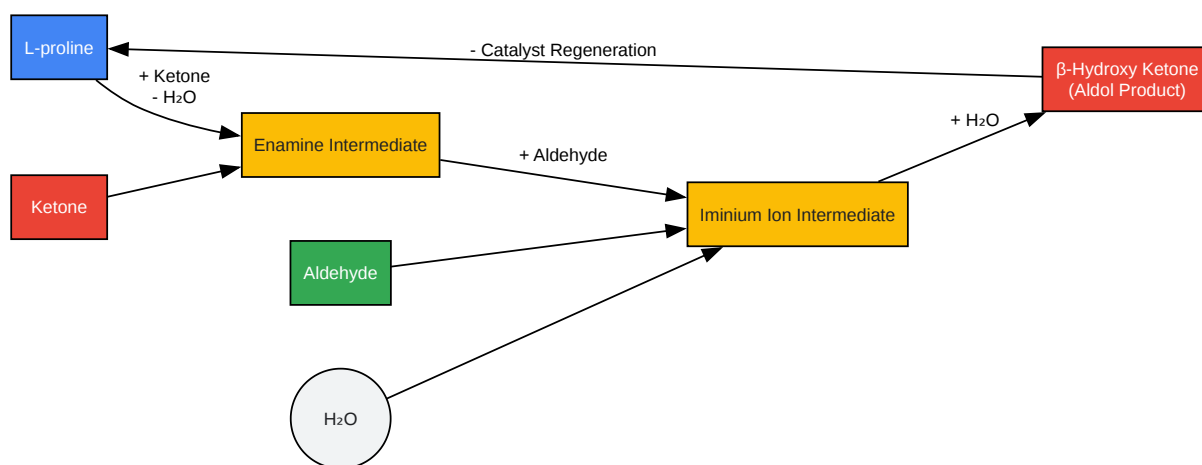 L-proline
- Catalyst Regeneration
β-Hydroxy Ketone
(Aldol Product)
+ Ketone
- H₂O
+ H₂O
Enamine Intermediate
+ Aldehyde
Ketone
Iminium Ion Intermediate
Aldehyde
H₂O